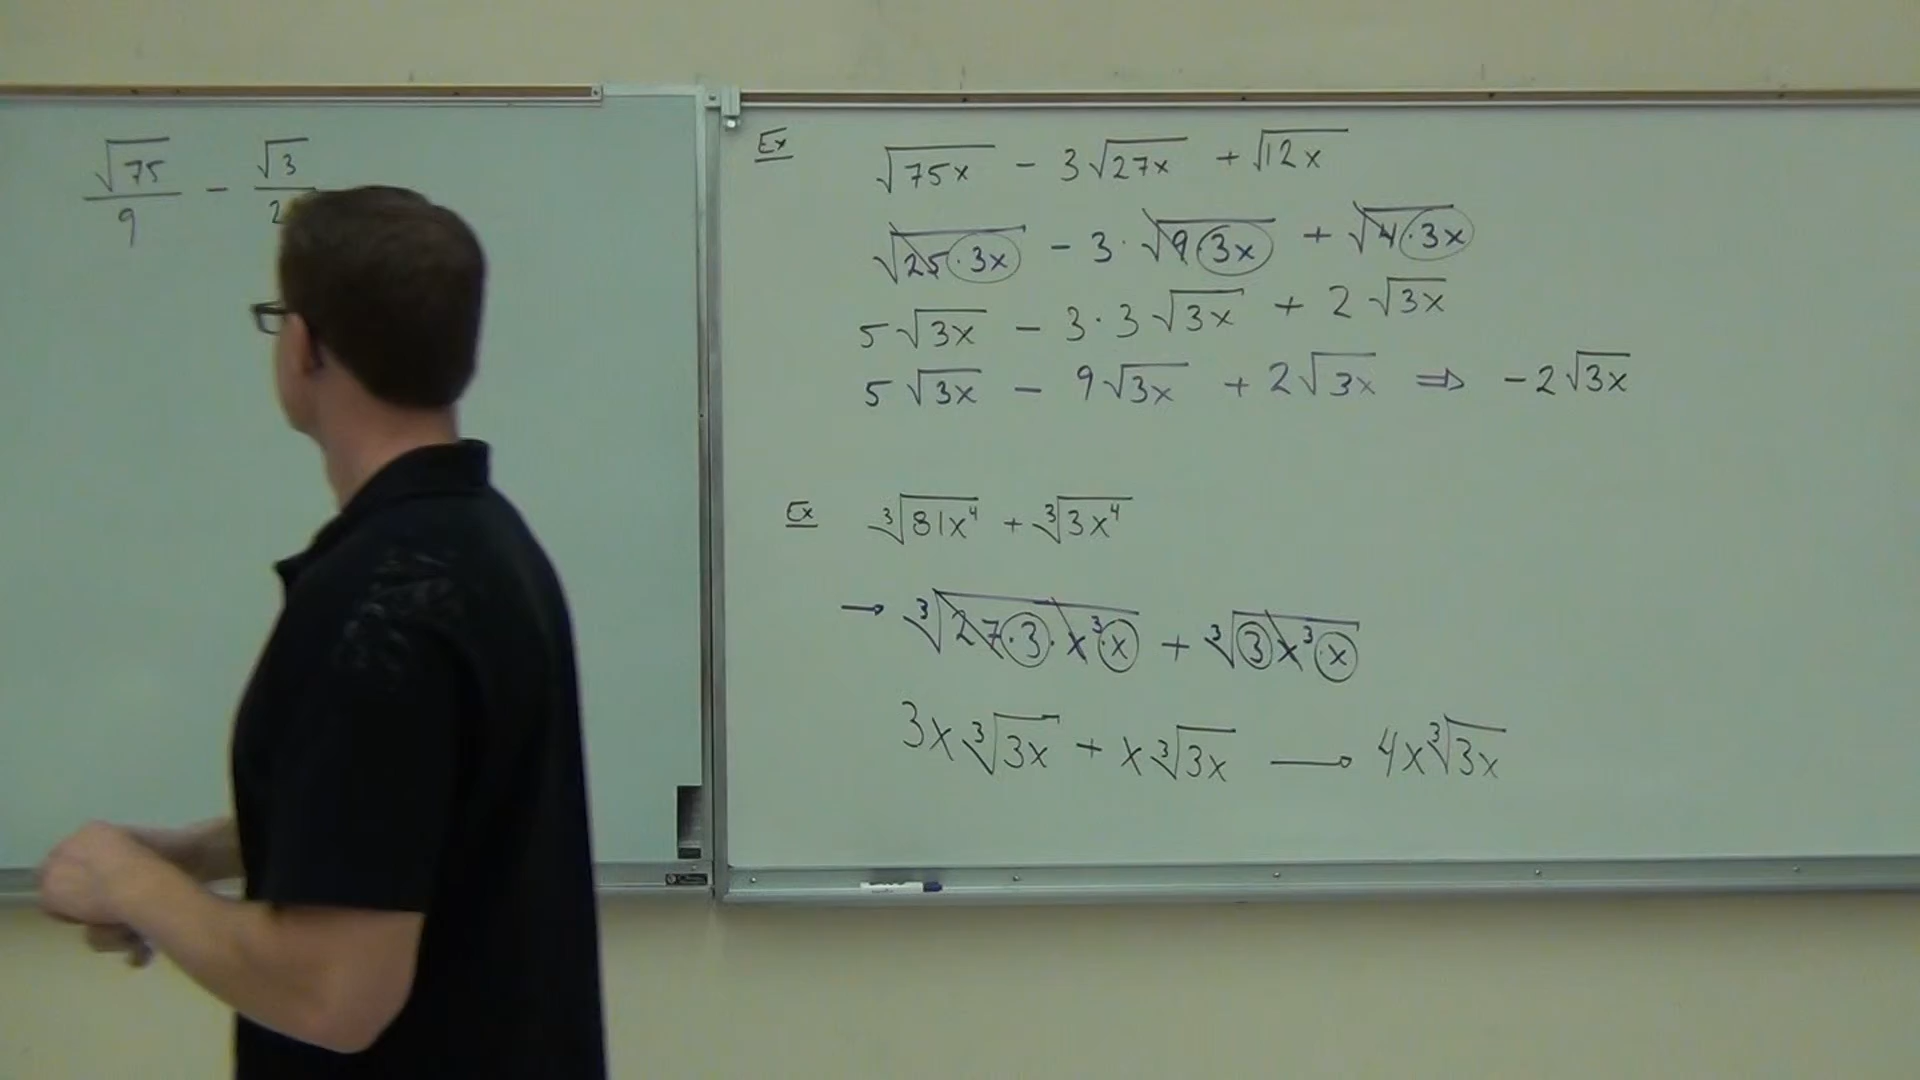 √75/9 - √3/2
Ex √75x - 3√27x + √12x
√25·3x - 3·√9·3x + √4·3x
5√3x - 3·3√3x + 2√3x
5√3x - 9√3x + 2√3x ⇒ -2√3x
Ex ∛81x⁴ + ∛3x⁴
→ ∛27·3·x³·x + ∛3x³·x
3x∛3x + x∛3x → 4x∛3x